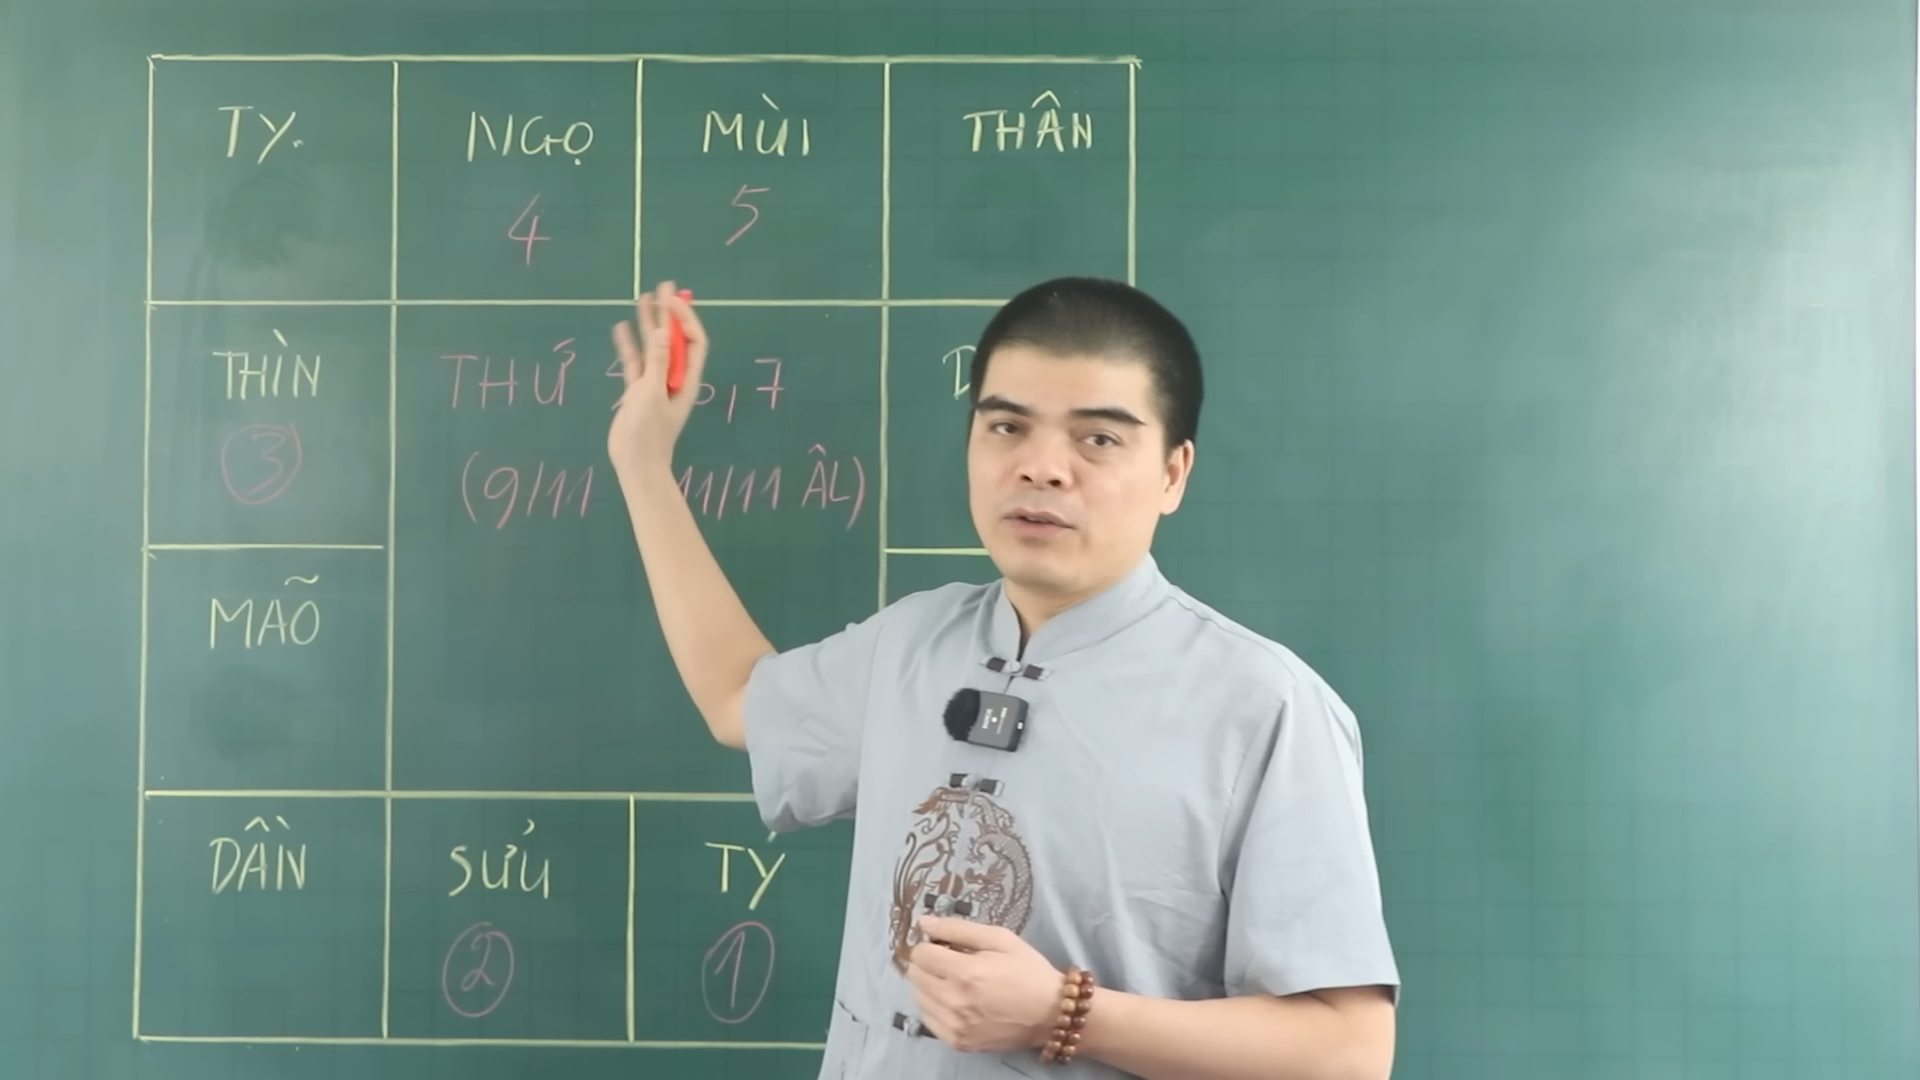 TỴ NGỌ MÙI THÂN
4 5
THÌN THỨ 7
3 (9/11 11/11 ÂL)
MÃO
DẦN SỬU TÝ
2 1